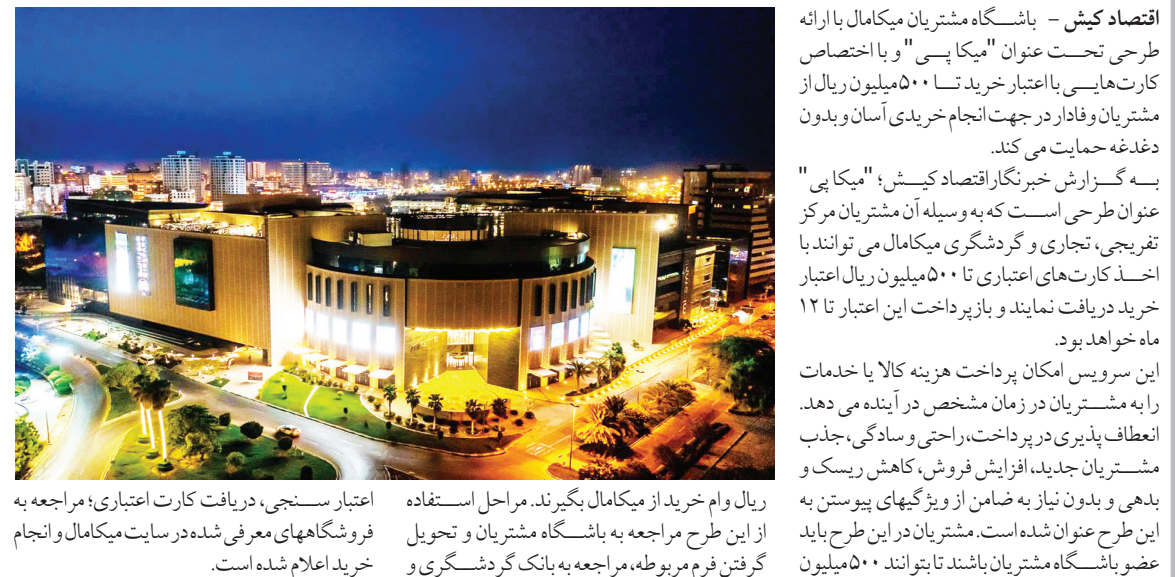 اقتصاد کیش - باشگاه مشتریان میکامال با ارائه
طرحی تحت عنوان "میکا پی" و با اختصاص
کارت‌هایی با اعتبار خرید تا ۵۰۰ میلیون ریال از
مشتریان وفادار در جهت انجام خریدی آسان و بدون
دغدغه حمایت می کند.
به گزارش خبرنگار اقتصاد کیش؛ "میکا پی"
عنوان طرحی است که به وسیله آن مشتریان مرکز
تفریحی، تجاری و گردشگری میکامال می توانند با
اخذ کارت‌های اعتباری تا ۵۰۰ میلیون ریال اعتبار
خرید دریافت نمایند و بازپرداخت این اعتبار تا ۱۲
ماه خواهد بود.
این سرویس امکان پرداخت هزینه کالا یا خدمات
را به مشتریان در زمان مشخص در آینده می دهد.
انعطاف پذیری در پرداخت، راحتی و سادگی، جذب
مشتریان جدید، افزایش فروش، کاهش ریسک و
بدهی و بدون نیاز به ضامن از ویژگیهای پیوستن به
این طرح عنوان شده است. مشتریان در این طرح باید
عضو باشگاه مشتریان باشند تا بتوانند ۵۰۰ میلیون
ریال وام خرید از میکامال بگیرند. مراحل استفاده
از این طرح مراجعه به باشگاه مشتریان و تحویل
گرفتن فرم مربوطه، مراجعه به بانک گردشگری و
اعتبار سنجی، دریافت کارت اعتباری؛ مراجعه به
فروشگاههای معرفی شده در سایت میکامال و انجام
خرید اعلام شده است.